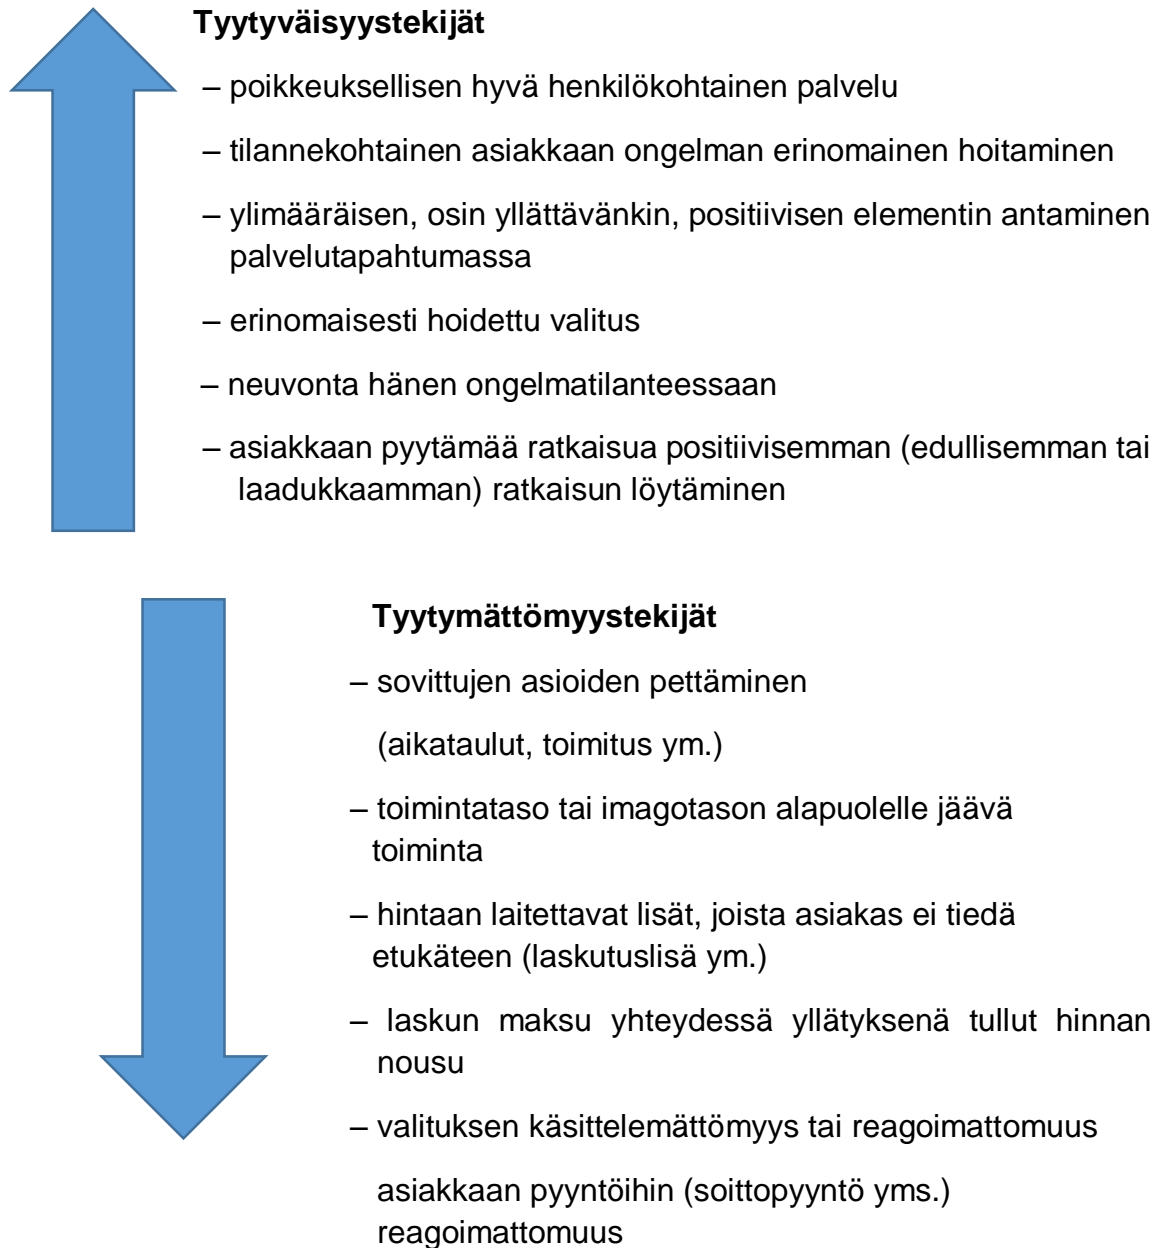 Tyytyväisyystekijät
– poikkeuksellisen hyvä henkilökohtainen palvelu
– tilannekohtainen asiakkaan ongelman erinomainen hoitaminen
– ylimääräisen, osin yllättävänkin, positiivisen elementin antaminen
palvelutapahtumassa
– erinomaisesti hoidettu valitus
– neuvonta hänen ongelmatilanteessaan
– asiakkaan pyytämää ratkaisua positiivisemman (edullisemman tai
laadukkaamman) ratkaisun löytäminen
Tyytymättömyystekijät
– sovittujen asioiden pettäminen
(aikataulut, toimitus ym.)
– toimintataso tai imagotason alapuolelle jäävä
toiminta
– hintaan laitettavat lisät, joista asiakas ei tiedä
etukäteen (laskutuslisä ym.)
– laskun maksu yhteydessä yllätyksenä tullut hinnan
nousu
– valituksen käsittelemättömyys tai reagoimattomuus
asiakkaan pyyntöihin (soittopyyntö yms.)
reagoimattomuus